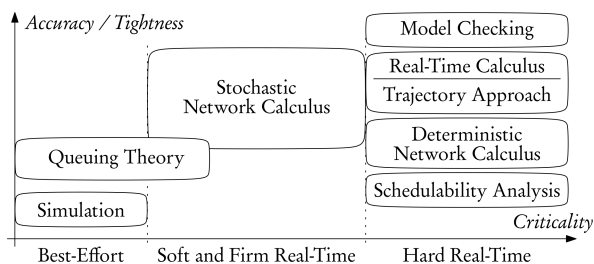 Accuracy / Tightness
Model Checking
Real-Time Calculus
Trajectory Approach
Stochastic
Network Calculus
Deterministic
Network Calculus
Queuing Theory
Schedulability Analysis
Simulation
Criticality
Best-Effort
Soft and Firm Real-Time
Hard Real-Time